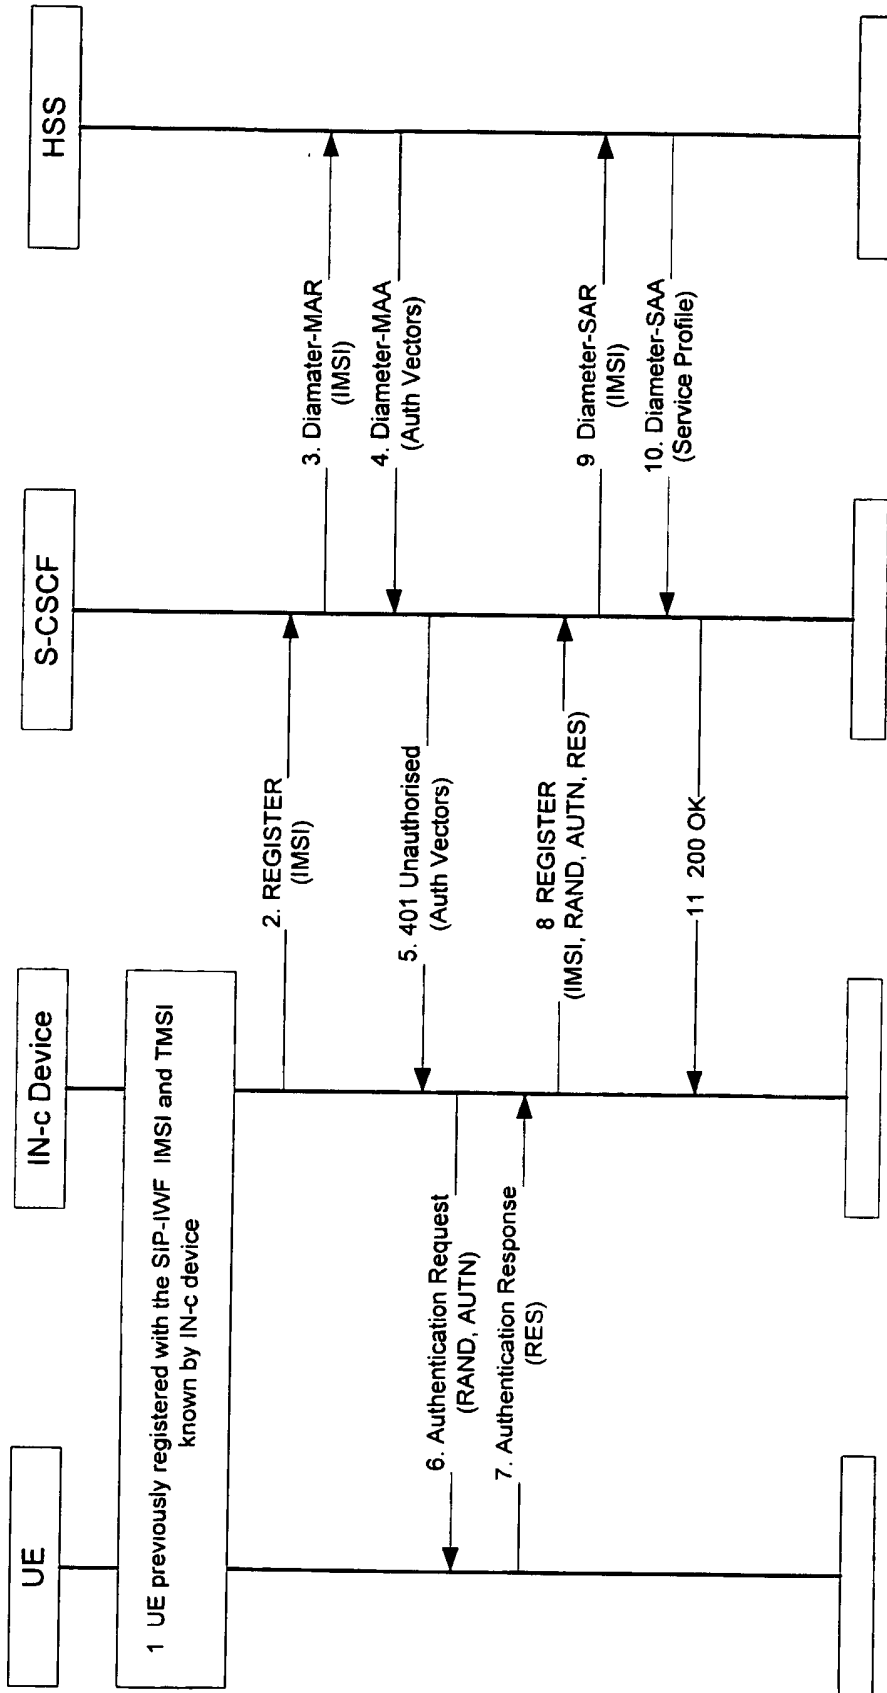 UE
IN-c Device
S-CSCF
HSS
1 UE previously registered with the SIP-IWF IMSI and TMSI
known by IN-c device
2. REGISTER
(IMSI)
3. Diamater-MAR
(IMSI)
4. Diameter-MAA
(Auth Vectors)
5. 401 Unauthorised
(Auth Vectors)
6. Authentication Request
(RAND, AUTN)
7. Authentication Response
(RES)
8 REGISTER
(IMSI, RAND, AUTN, RES)
9 Diameter-SAR
(IMSI)
10. Diameter-SAA
(Service Profile)
11 200 OK